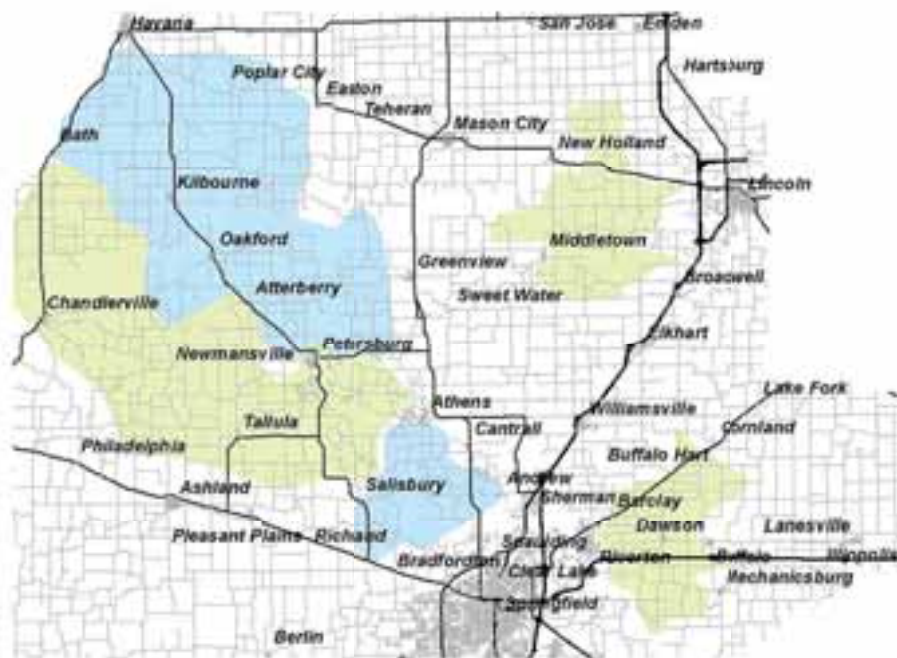 Havana
San Jose
Emden
Hartsburg
Poplar City
Easton
Teheran
Mason City
New Holland
Bath
Kilbourne
Lincoln
Oakford
Middletown
Greenview
Atterberry
Broadwell
Sweet Water
Chandlerville
Elkhart
Petersburg
Newmansville
Lake Fork
Athens
Williamsville
Tallula
Cantrall
Cornland
Philadelphia
Buffalo Hart
Andrew
Salisbury
Ashland
Sherman
Barclay
Dawson
Lanesville
Pleasant Plains
Richland
Spaulding
Bradfordton
Riverton
Buffalo
Illiopolis
Clear Lake
Mechanicsburg
Springfield
Berlin